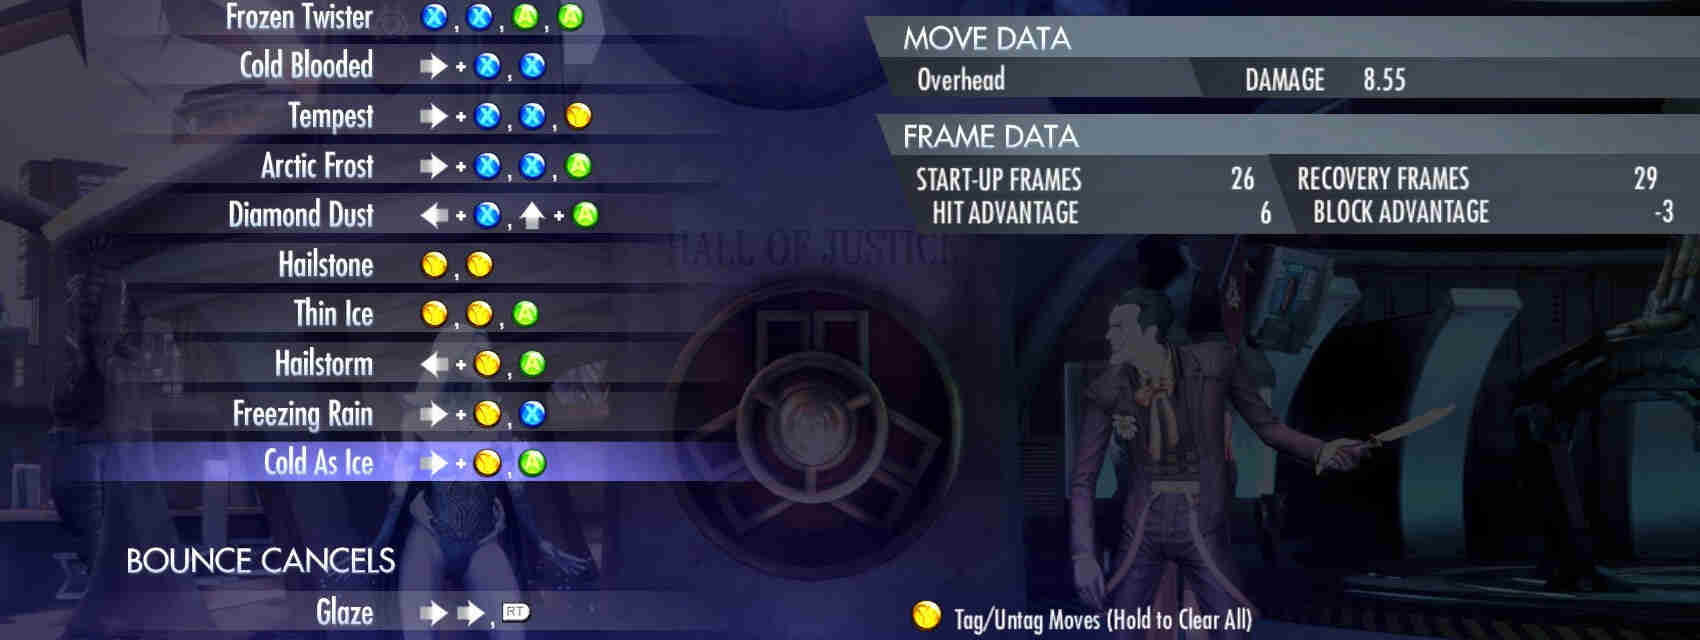 Frozen Twister X , X , A , A
Cold Blooded + X , X
Tempest + X , X , Y
Arctic Frost + X , X , A
Diamond Dust + X , + A
Hailstone Y , Y
Thin Ice Y , Y , A
Hailstorm + Y , A
Freezing Rain + Y , X
Cold As Ice + Y , A
BOUNCE CANCELS
Glaze , RT
MOVE DATA
Overhead DAMAGE 8.55
FRAME DATA
START-UP FRAMES 26 RECOVERY FRAMES 29
HIT ADVANTAGE 6 BLOCK ADVANTAGE -3
HALL OF JUSTICE
Y Tag/Untag Moves (Hold to Clear All)